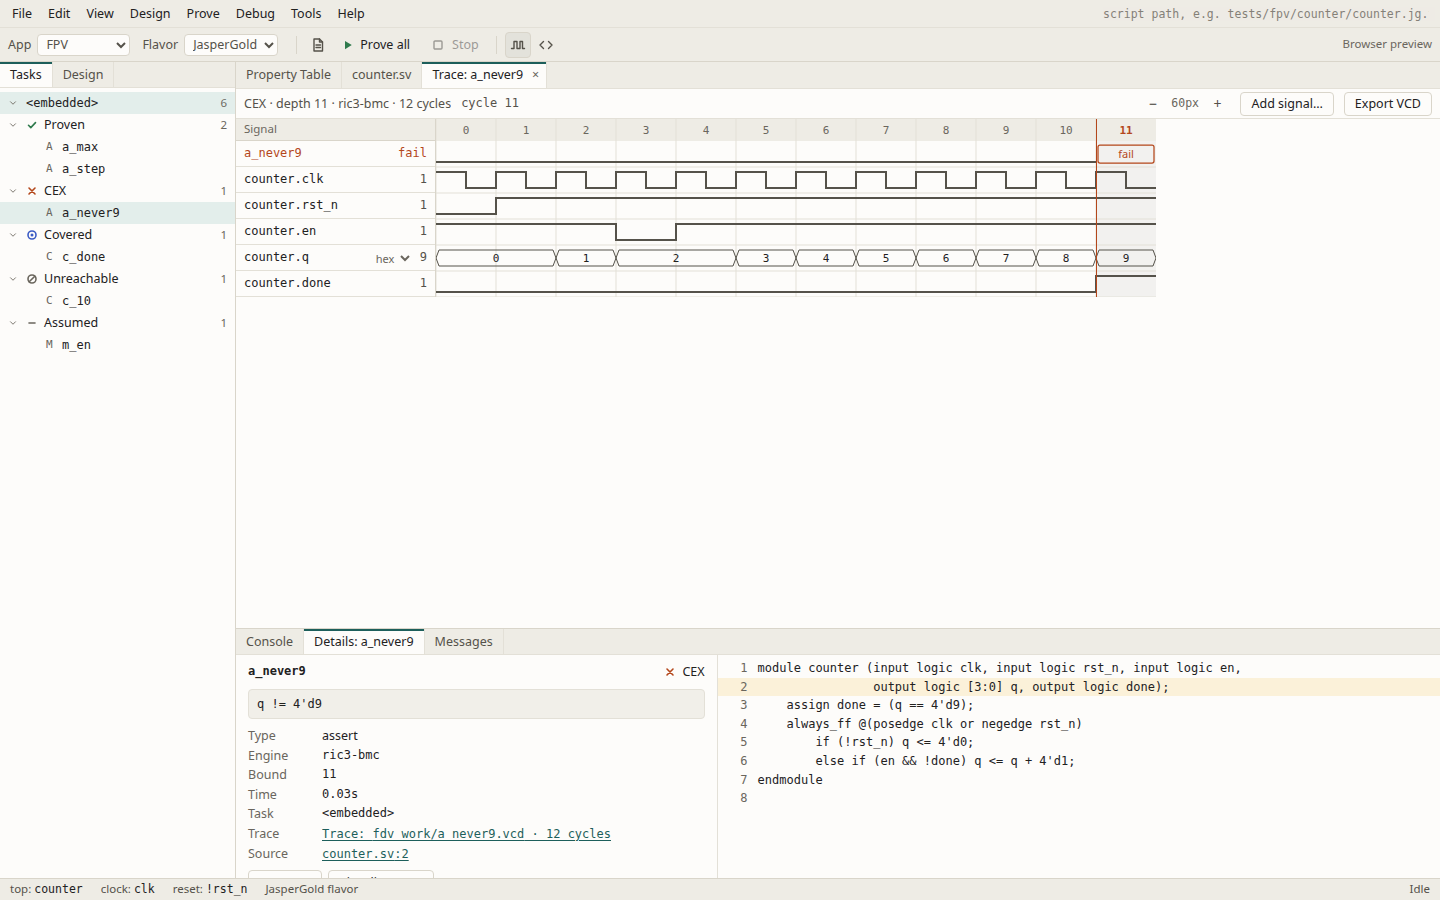 File Edit View Design Prove Debug Tools Help script path, e.g. tests/fpv/counter/counter.jg.
App FPV Flavor JasperGold Prove all Stop Browser preview
Tasks Design
<embedded> 6
Proven 2
A a_max
A a_step
CEX 1
A a_never9
Covered 1
C c_done
Unreachable 1
C c_10
Assumed 1
M m_en
Property Table counter.sv Trace: a_never9 ×
CEX · depth 11 · ric3-bmc · 12 cycles cycle 11 − 60px + Add signal... Export VCD
Signal 0 1 2 3 4 5 6 7 8 9 10 11
a_never9 fail fail
counter.clk 1
counter.rst_n 1
counter.en 1
counter.q hex 9 0 1 2 3 4 5 6 7 8 9
counter.done 1
Console Details: a_never9 Messages
a_never9 CEX
q != 4'd9
Type assert
Engine ric3-bmc
Bound 11
Time 0.03s
Task <embedded>
Trace Trace: fdv_work/a_never9.vcd · 12 cycles
Source counter.sv:2
1 module counter (input logic clk, input logic rst_n, input logic en,
2 output logic [3:0] q, output logic done);
3 assign done = (q == 4'd9);
4 always_ff @(posedge clk or negedge rst_n)
5 if (!rst_n) q <= 4'd0;
6 else if (en && !done) q <= q + 4'd1;
7 endmodule
8
top: counter clock: clk reset: !rst_n JasperGold flavor Idle